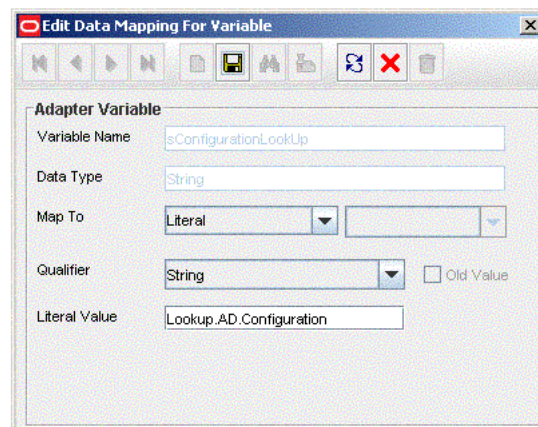 Edit Data Mapping For Variable
Adapter Variable
Variable Name sConfigurationLookUp
Data Type String
Map To Literal
Qualifier String Old Value
Literal Value Lookup.AD.Configuration